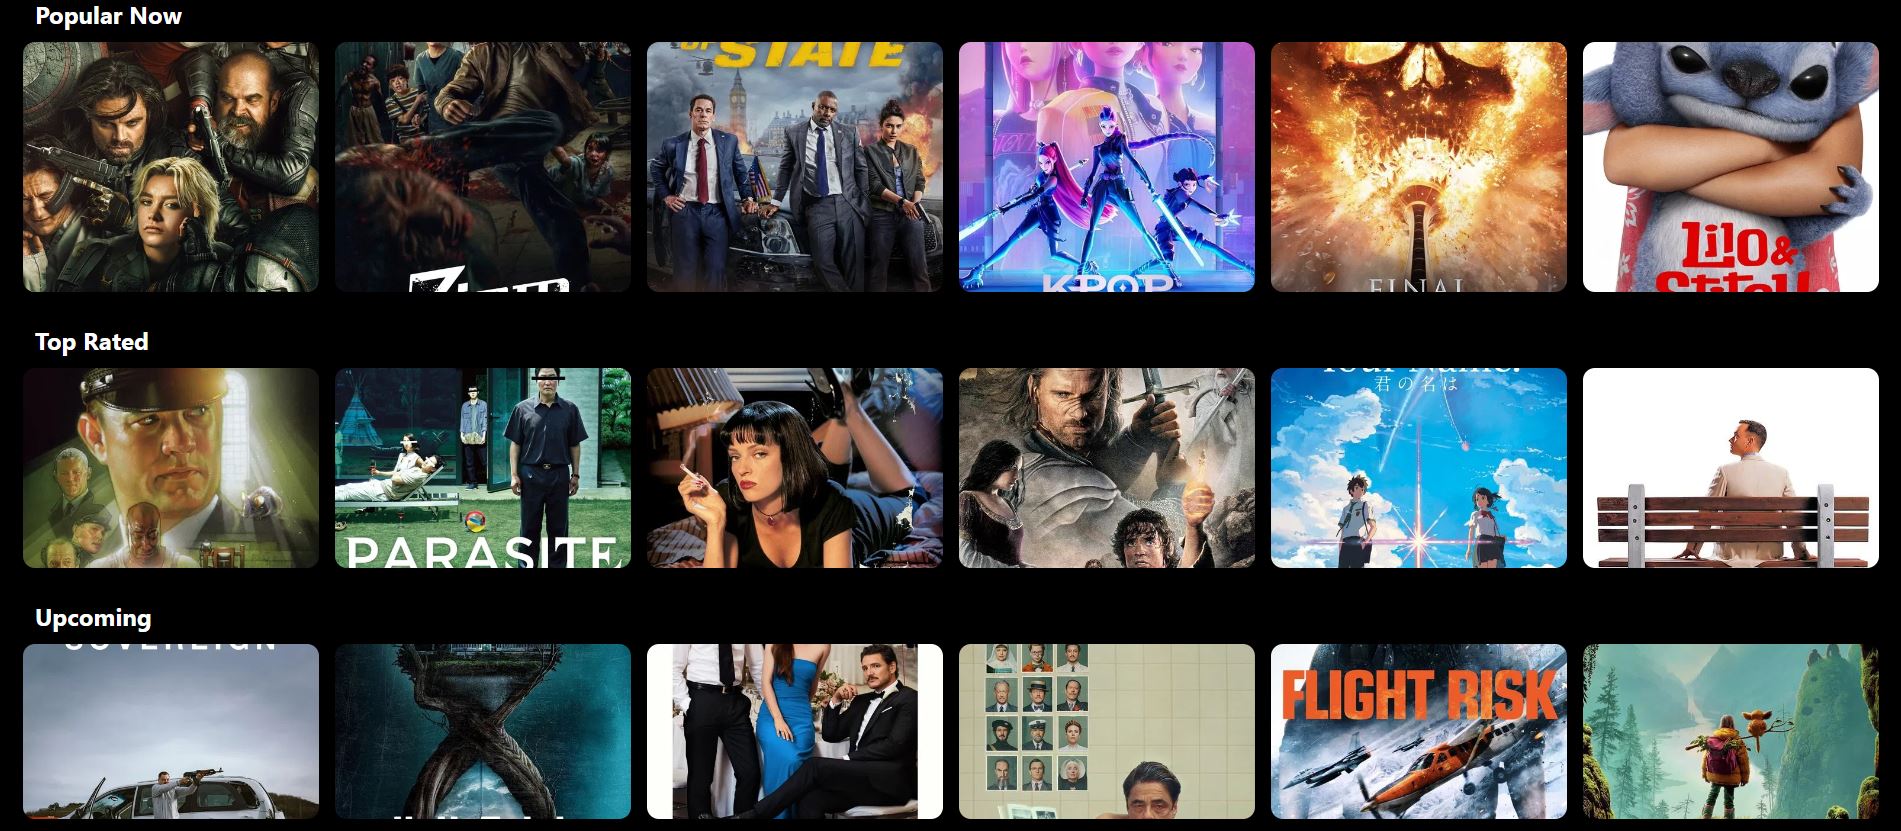 Popular Now
OF
STATE
KPOP
FINAL
Lilo &
Stitch
Top Rated
PARASITE
Your Name.
君の名は
Upcoming
SOVEREIGN
FLIGHT RISK